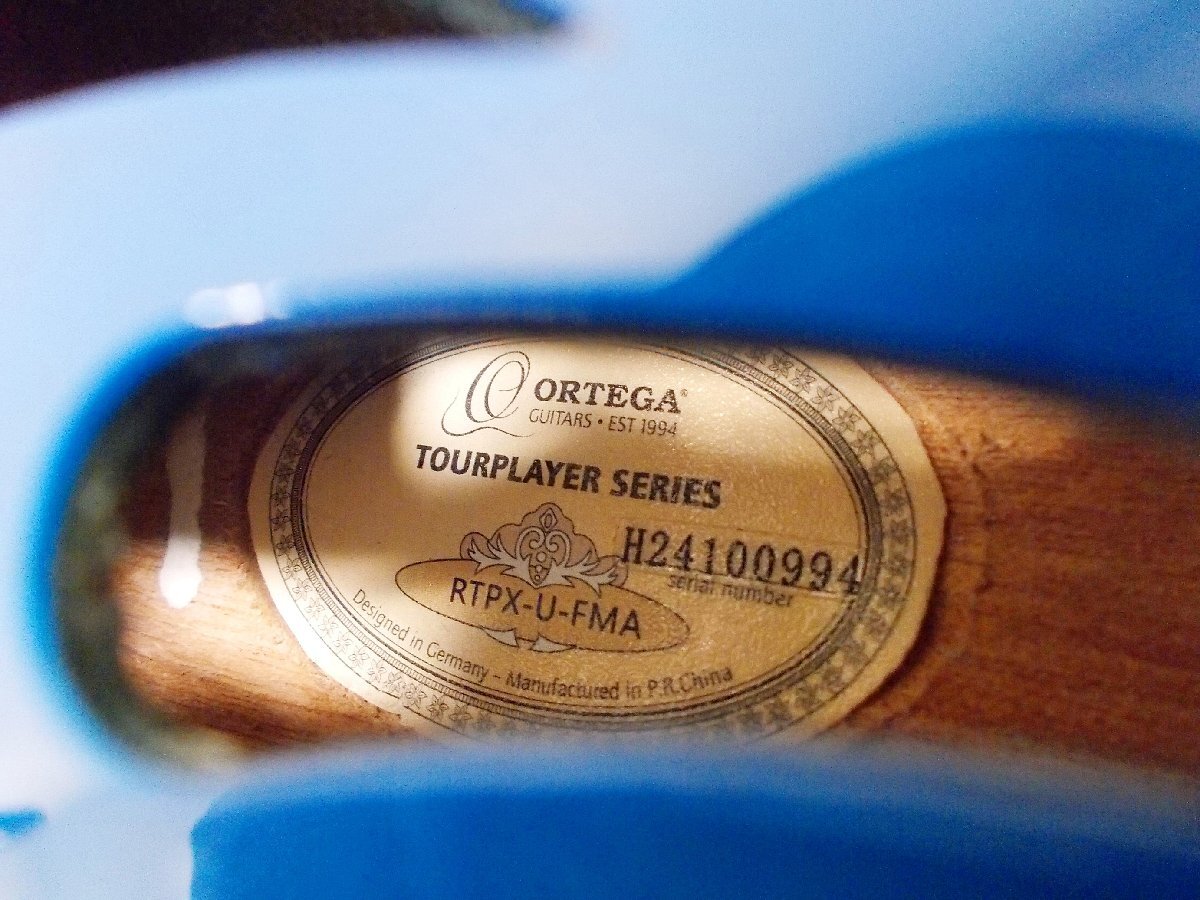 ORTEGA®
GUITARS • EST 1994
TOURPLAYER SERIES
H24100994
serial number
RTPX-U-FMA
Designed in Germany - Manufactured in P.R.China